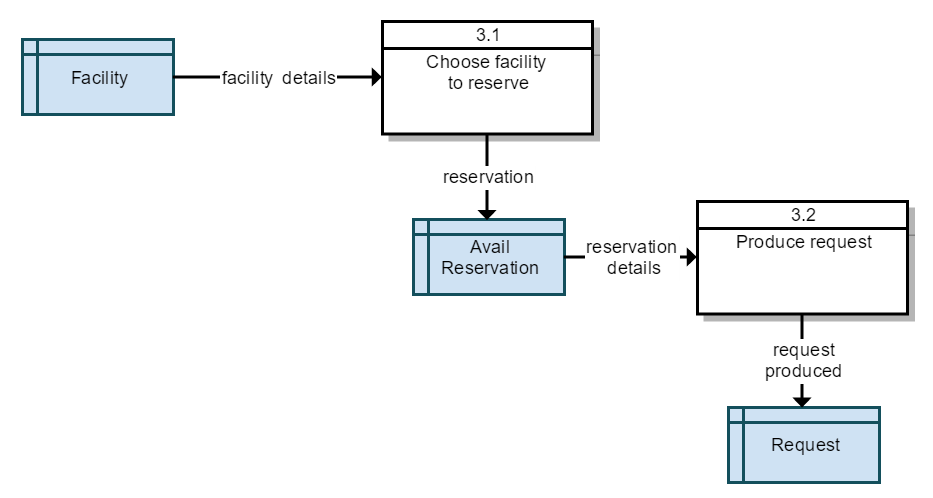 3.1
Choose facility
to reserve
Facility
facility details
reservation
3.2
Produce request
Avail
Reservation
reservation
details
request
produced
Request